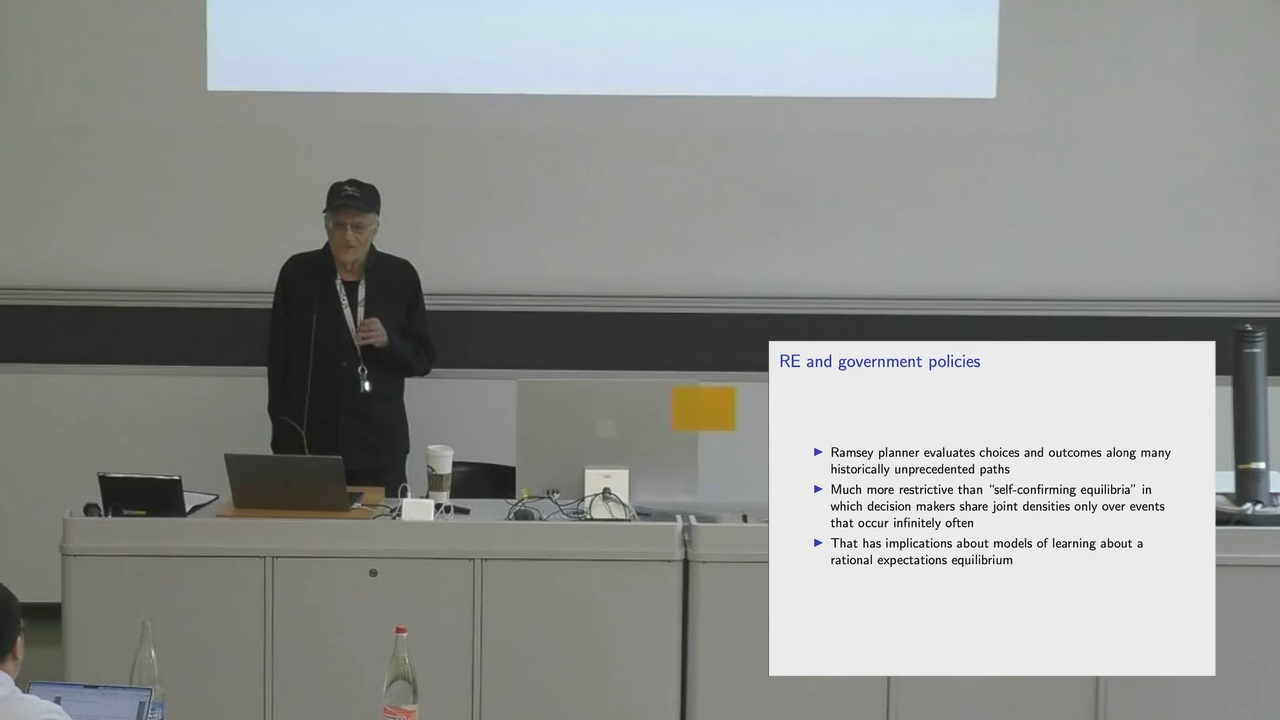 RE and government policies
Ramsey planner evaluates choices and outcomes along many
historically unprecedented paths
Much more restrictive than “self-confirming equilibria” in
which decision makers share joint densities only over events
that occur infinitely often
That has implications about models of learning about a
rational expectations equilibrium